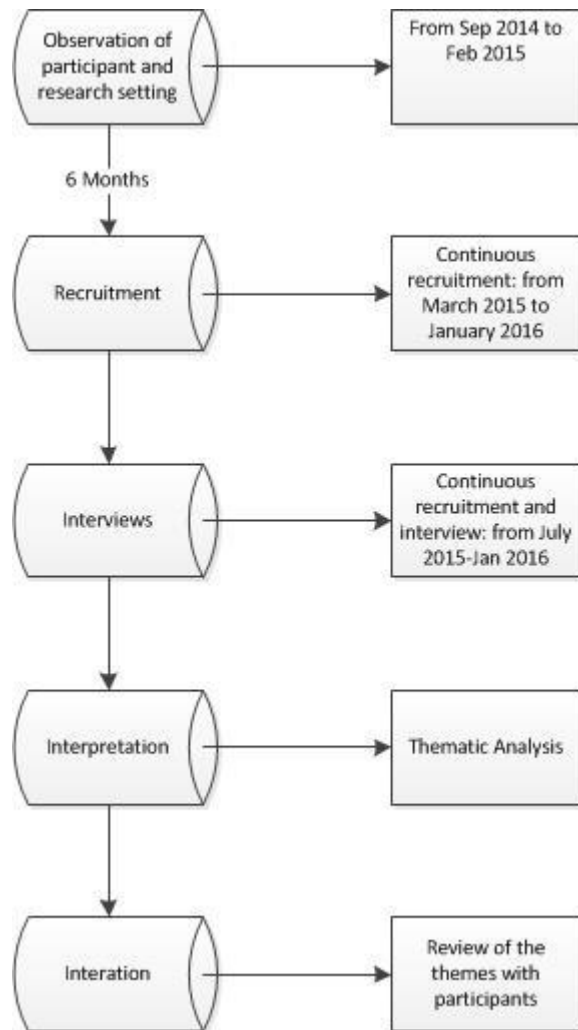 Observation of
participant and
research setting
From Sep 2014 to
Feb 2015
6 Months
Recruitment
Continuous
recruitment: from
March 2015 to
January 2016
Interviews
Continuous
recruitment and
interview: from July
2015-Jan 2016
Interpretation
Thematic Analysis
Interation
Review of the
themes with
participants